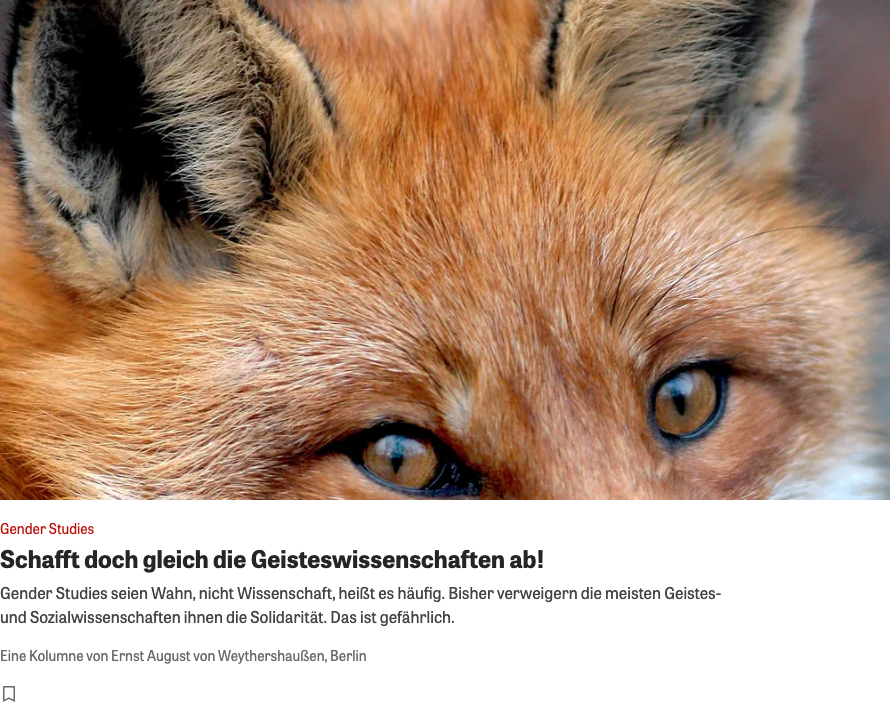 Gender Studies
Schafft doch gleich die Geisteswissenschaften ab!
Gender Studies seien Wahn, nicht Wissenschaft, heißt es häufig. Bisher verweigern die meisten Geistes-
und Sozialwissenschaften ihnen die Solidarität. Das ist gefährlich.
Eine Kolumne von Ernst August von Weythershaußen, Berlin